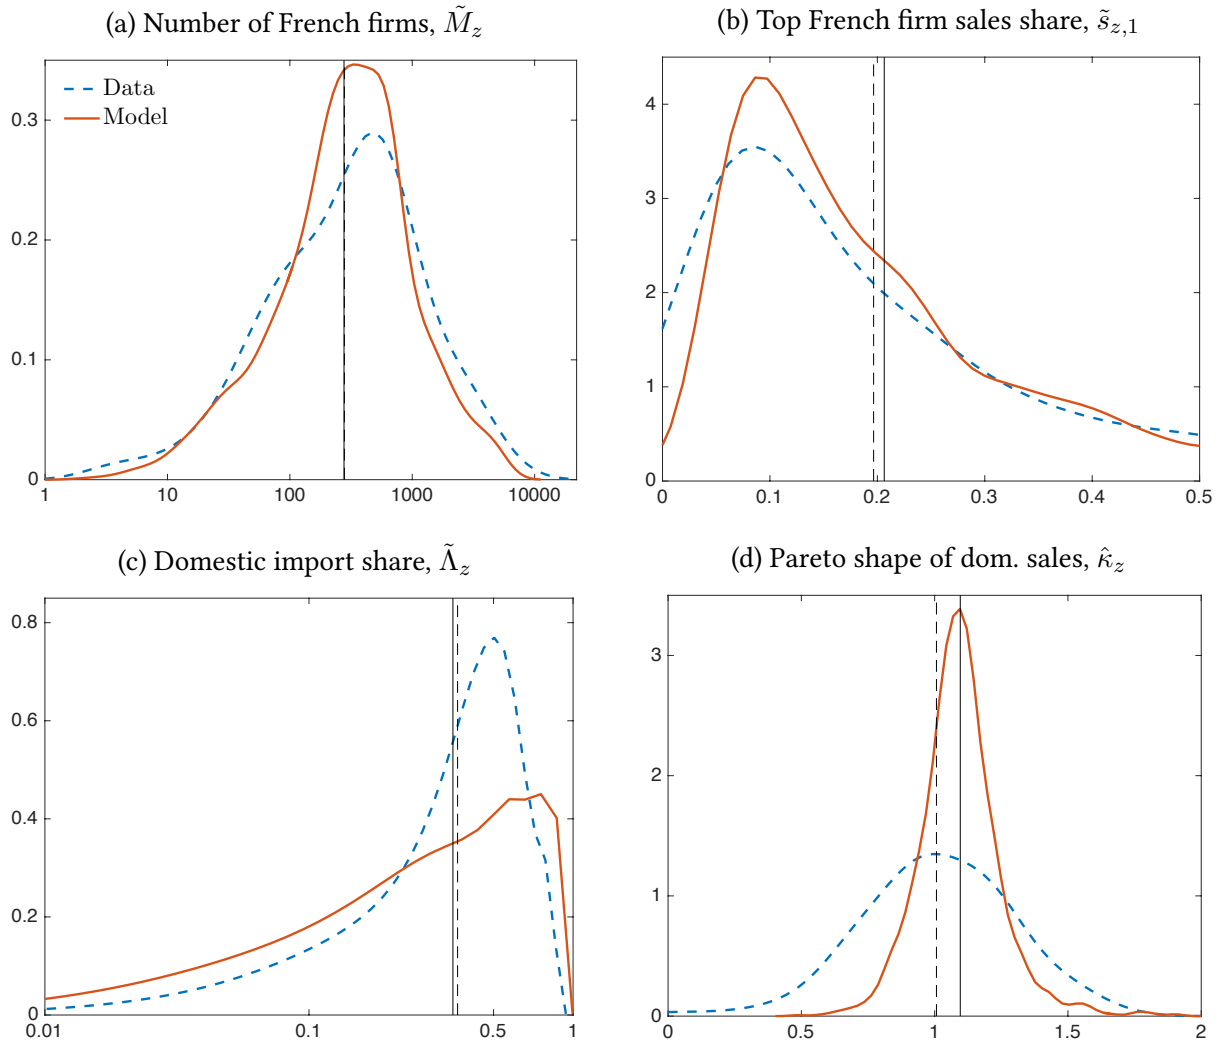 (a) Number of French firms, M̃_z
(b) Top French firm sales share, s̃_{z,1}
Data
Model
0.3
0.2
0.1
0
1 10 100 1000 10000
4
3
2
1
0
0 0.1 0.2 0.3 0.4 0.5
(c) Domestic import share, Λ̃_z
(d) Pareto shape of dom. sales, κ̂_z
0.8
0.6
0.4
0.2
0
0.01 0.1 0.5 1
3
2
1
0
0 0.5 1 1.5 2